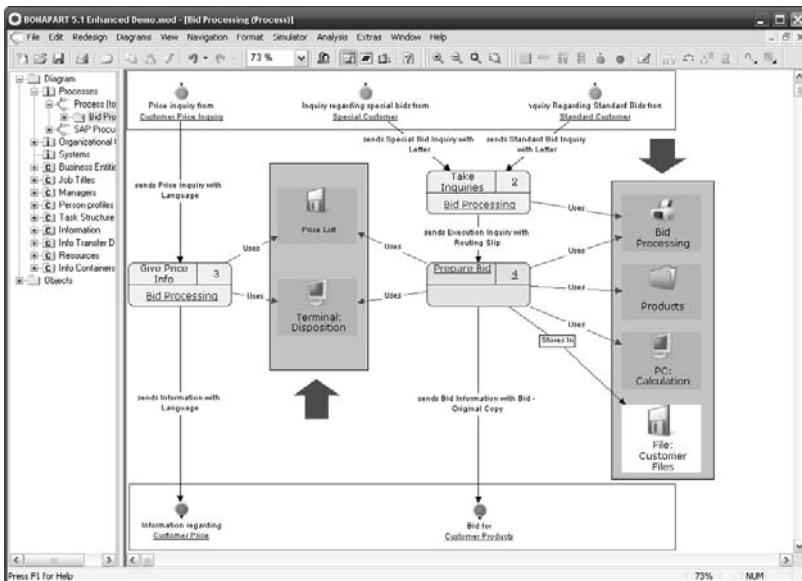 BONAPART 5.1 Enhanced Demo.mod - [Bid Processing (Process)]
File Edit Redesign Diagrams View Navigation Format Simulator Analysis Extras Window Help
73 %
Diagram
Processes
Process (to
Bid Pro
SAP Procu
Organizational
Systems
Business Entitie
Job Titles
Managers
Person profiles
Task Structure
Information
Info Transfer D
Resources
Info Containers
Objects
Price inquiry from
Customer Price Inquiry
Inquiry regarding special bids from
Special Customer
nquiry Regarding Standard Bids from
Standard Customer
sends Special Bid Inquiry with
Letter
sends Standard Bid Inquiry
with Letter
sends Price Inquiry with
Language
Take
Inquiries
2
Bid Processing
Uses
Price List
Bid
Processing
sends Execution Inquiry with
Routing Slip
Uses
Uses
Uses
Give Price
Info
3
Bid Processing
Prepare Bid
4
Uses
Uses
Uses
Products
Terminal:
Disposition
Uses
Stores In
PC:
Calculation
sends Information with
Language
sends Bid Information with Bid -
Original Copy
File:
Customer
Files
Information regarding
Customer Price
Bid for
Customer Products
Press F1 for Help
73%
NUM